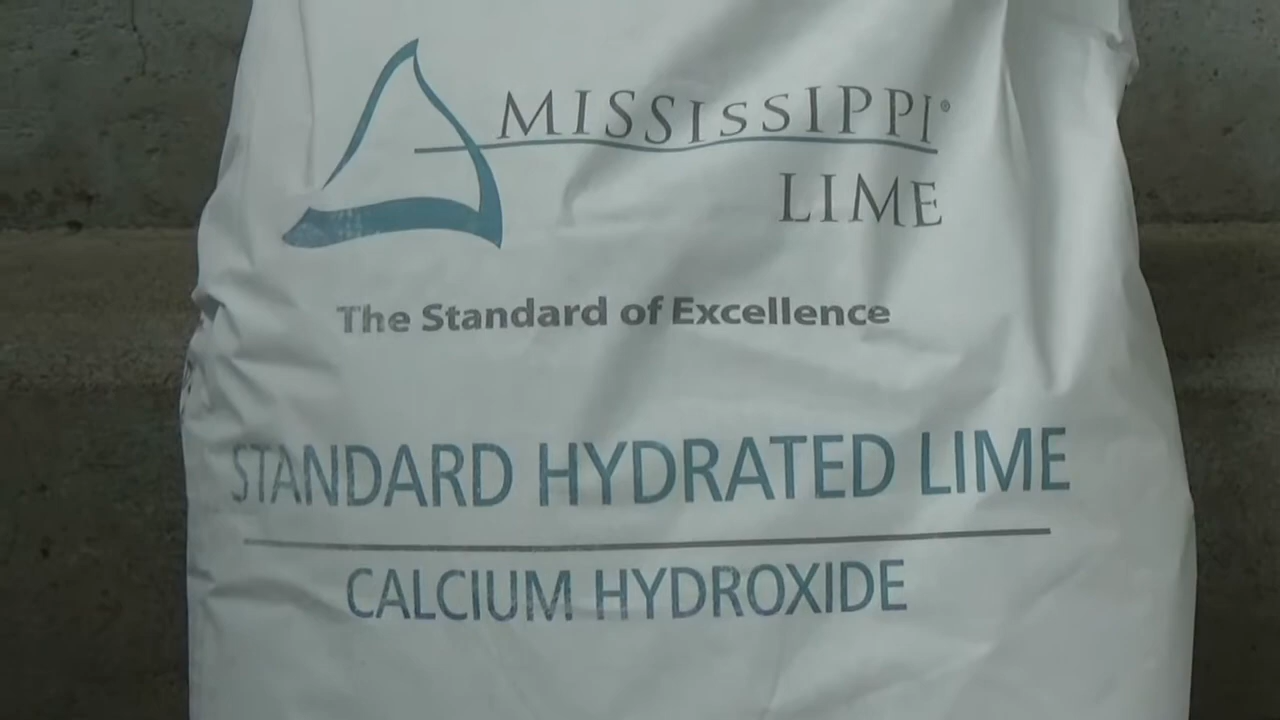 MISSISSIPPI®
LIME
The Standard of Excellence
STANDARD HYDRATED LIME
CALCIUM HYDROXIDE